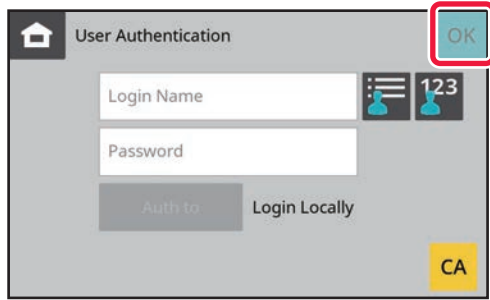 User Authentication
OK
Login Name
123
Password
Auth to
Login Locally
CA